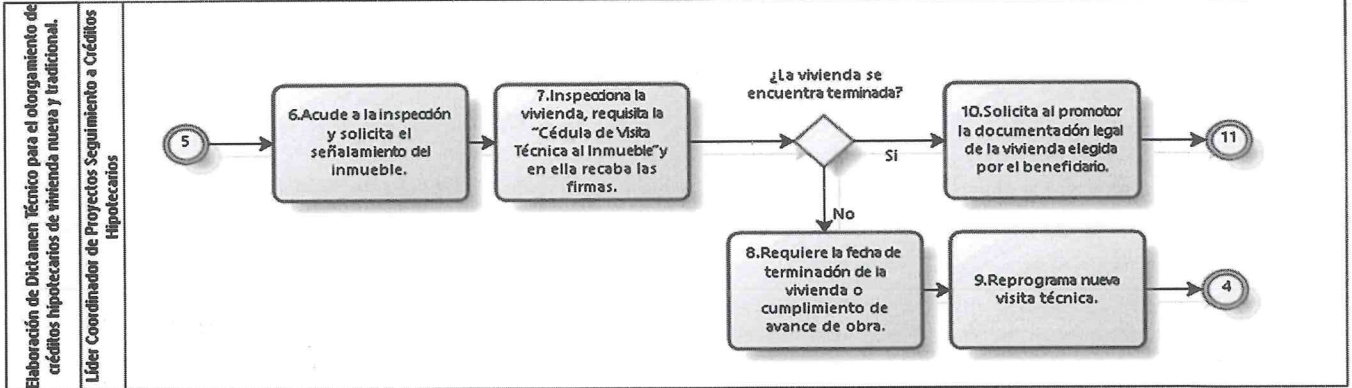 Elaboración de Dictamen Técnico para el otorgamiento de
créditos hipotecarios de vivienda nueva y tradicional.
Líder Coordinador de Proyectos Seguimiento a Créditos
Hipotecarios
5
6.Acude a la inspección
y solicita el
señalamiento del
inmueble.
7.Inspecciona la
vivienda, requisita la
"Cédula de Visita
Técnica al Inmueble"y
en ella recaba las
firmas.
¿La vivienda se
encuentra terminada?
Si
No
10.Solicita al promotor
la documentación legal
de la vivienda elegida
por el beneficiario.
11
8.Requiere la fecha de
terminación de la
vivienda o
cumplimiento de
avance de obra.
9.Reprograma nueva
visita técnica.
4